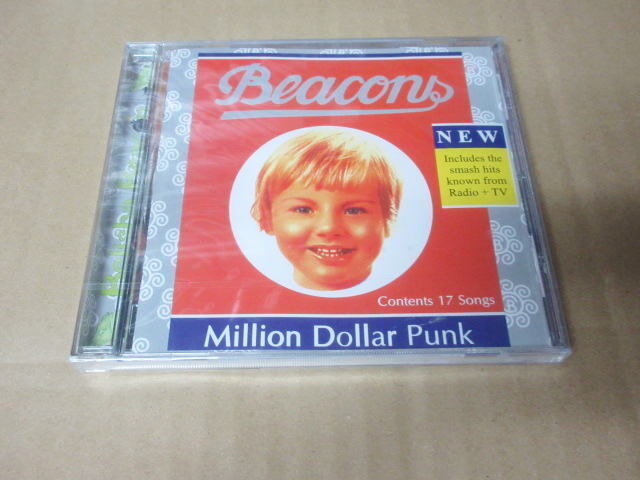 Beacons
NEW
Includes the
smash hits
known from
Radio + TV
Contents 17 Songs
Million Dollar Punk